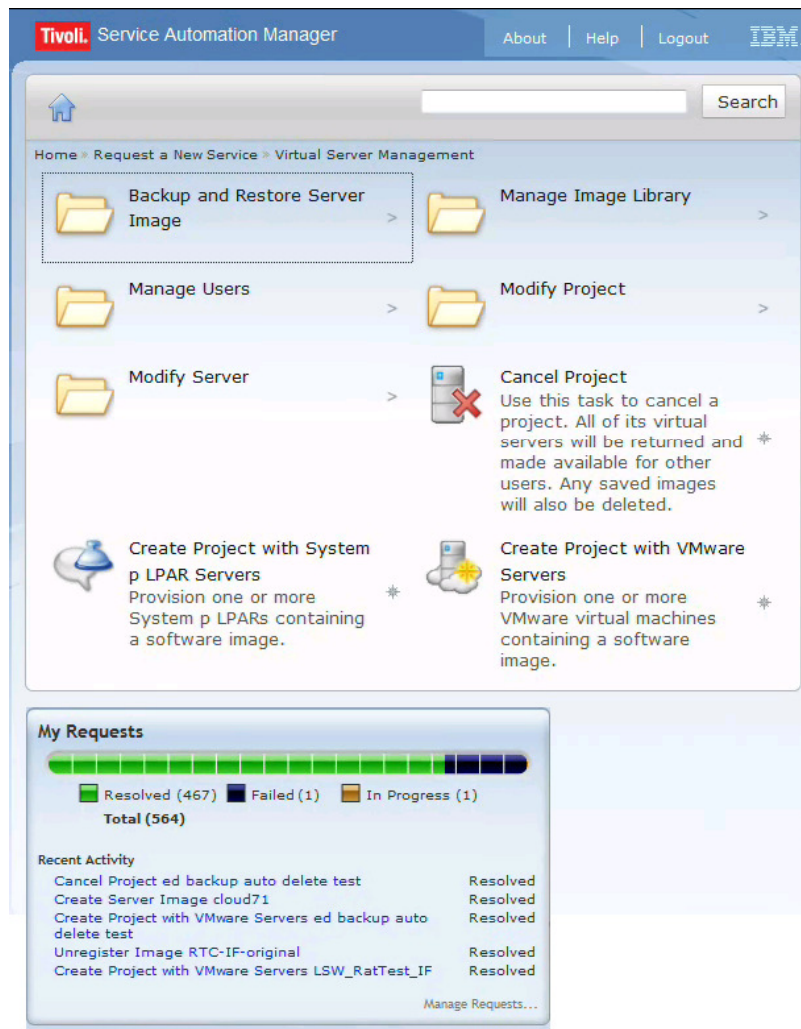 Tivoli. Service Automation Manager
About | Help | Logout
IBM
Search
Home » Request a New Service » Virtual Server Management
Backup and Restore Server
Image
>
Manage Image Library
>
Manage Users
>
Modify Project
>
Modify Server
>
Cancel Project
Use this task to cancel a
project. All of its virtual
servers will be returned and
made available for other
users. Any saved images
will also be deleted.
Create Project with System
p LPAR Servers
Provision one or more
System p LPARs containing
a software image.
Create Project with VMware
Servers
Provision one or more
VMware virtual machines
containing a software
image.
My Requests
Resolved (467) Failed (1) In Progress (1)
Total (564)
Recent Activity
Cancel Project ed backup auto delete test Resolved
Create Server Image cloud71 Resolved
Create Project with VMware Servers ed backup auto Resolved
delete test
Unregister Image RTC-IF-original Resolved
Create Project with VMware Servers LSW_RatTest_IF Resolved
Manage Requests...